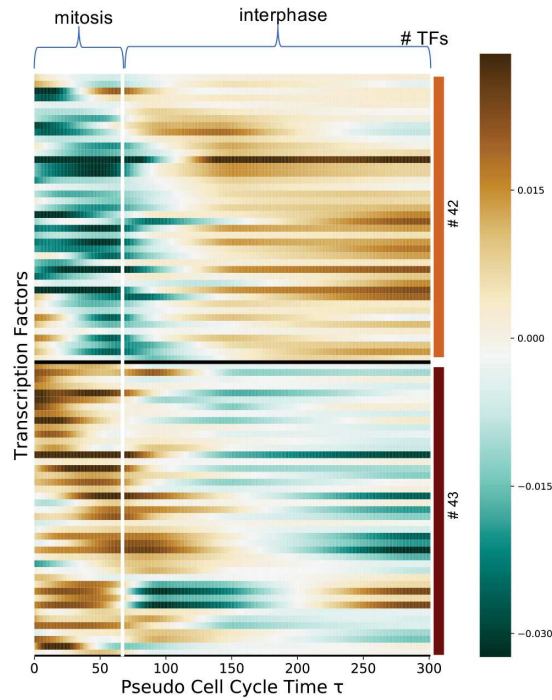 mitosis
interphase
# TFs
Transcription Factors
# 42
# 43
0.015
0.000
−0.015
−0.030
0 50 100 150 200 250 300
Pseudo Cell Cycle Time τ